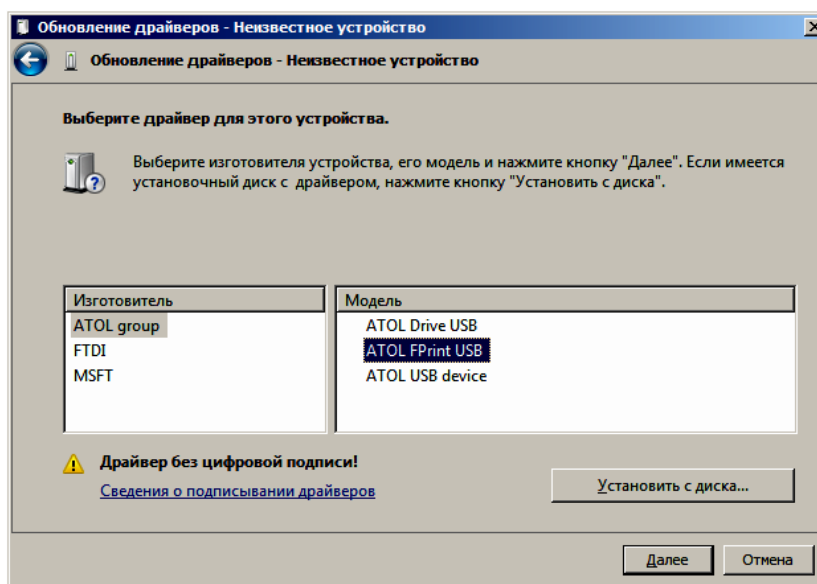 Обновление драйверов - Неизвестное устройство
Обновление драйверов - Неизвестное устройство
Выберите драйвер для этого устройства.
Выберите изготовителя устройства, его модель и нажмите кнопку "Далее". Если имеется
установочный диск с драйвером, нажмите кнопку "Установить с диска".
Изготовитель
ATOL group
FTDI
MSFT
Модель
ATOL Drive USB
ATOL FPrint USB
ATOL USB device
Драйвер без цифровой подписи!
Сведения о подписывании драйверов
Установить с диска...
Далее
Отмена